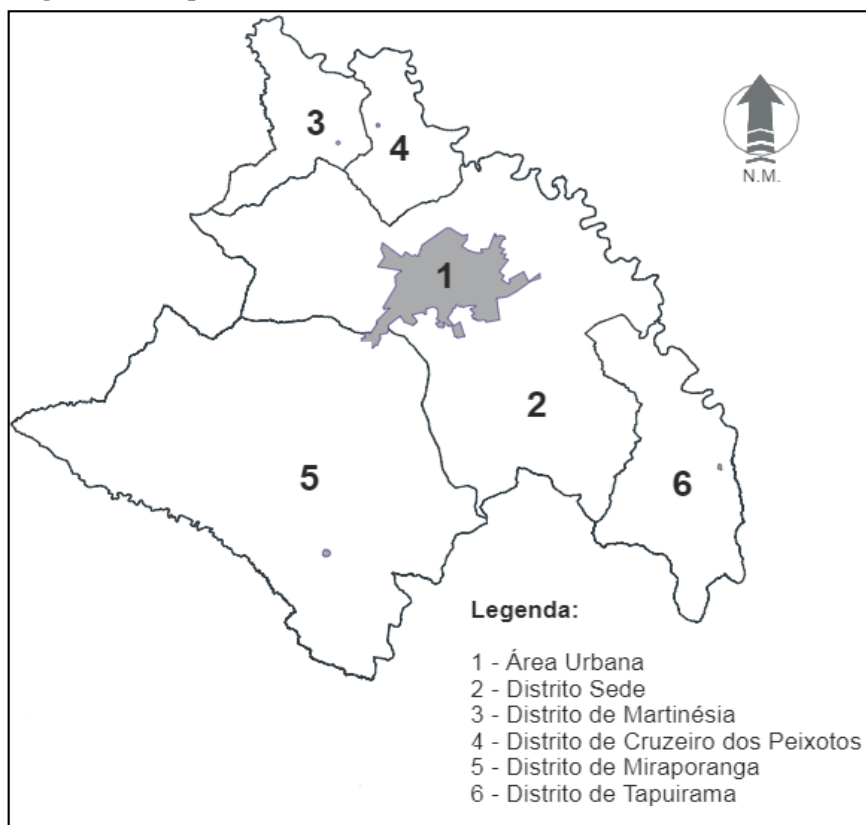 3
4
N.M.
1
2
5
6
Legenda:
1 - Área Urbana
2 - Distrito Sede
3 - Distrito de Martinésia
4 - Distrito de Cruzeiro dos Peixotos
5 - Distrito de Miraporanga
6 - Distrito de Tapuirama